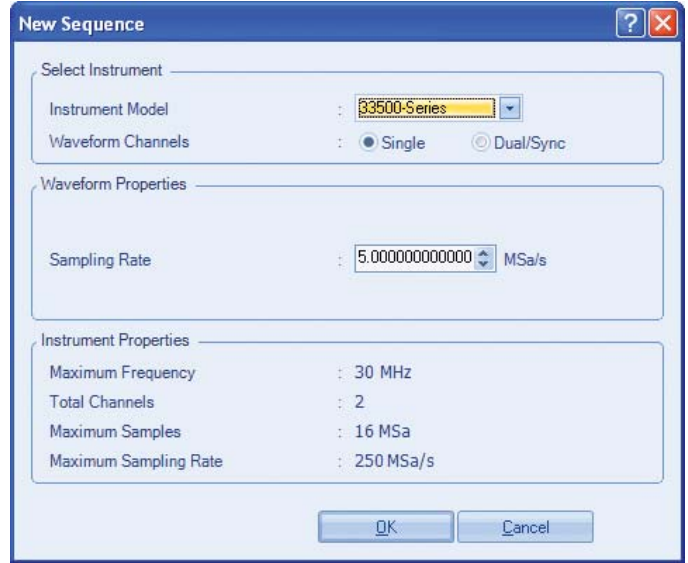 New Sequence
Select Instrument
Instrument Model : 33500-Series
Waveform Channels : Single Dual/Sync
Waveform Properties
Sampling Rate : 5.000000000000 MSa/s
Instrument Properties
Maximum Frequency : 30 MHz
Total Channels : 2
Maximum Samples : 16 MSa
Maximum Sampling Rate : 250 MSa/s
OK Cancel